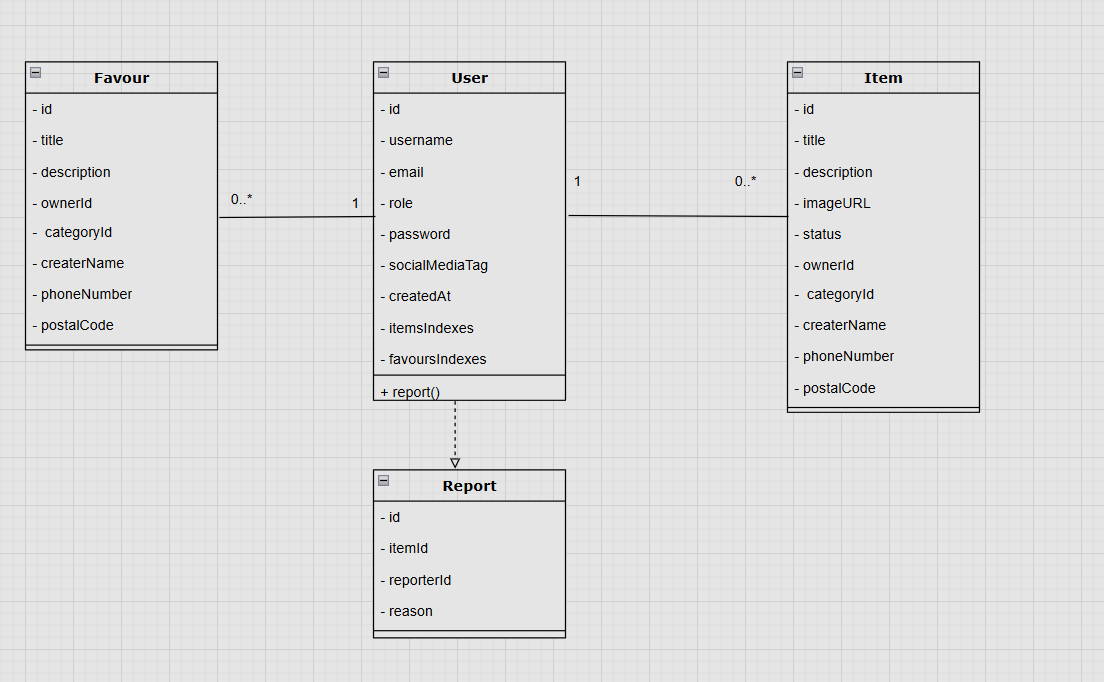 Favour
- id
- title
- description
- ownerId
- categoryId
- createrName
- phoneNumber
- postalCode
0..*
1
User
- id
- username
- email
- role
- password
- socialMediaTag
- createdAt
- itemsIndexes
- favoursIndexes
+ report()
1
0..*
Item
- id
- title
- description
- imageURL
- status
- ownerId
- categoryId
- createrName
- phoneNumber
- postalCode
Report
- id
- itemId
- reporterId
- reason